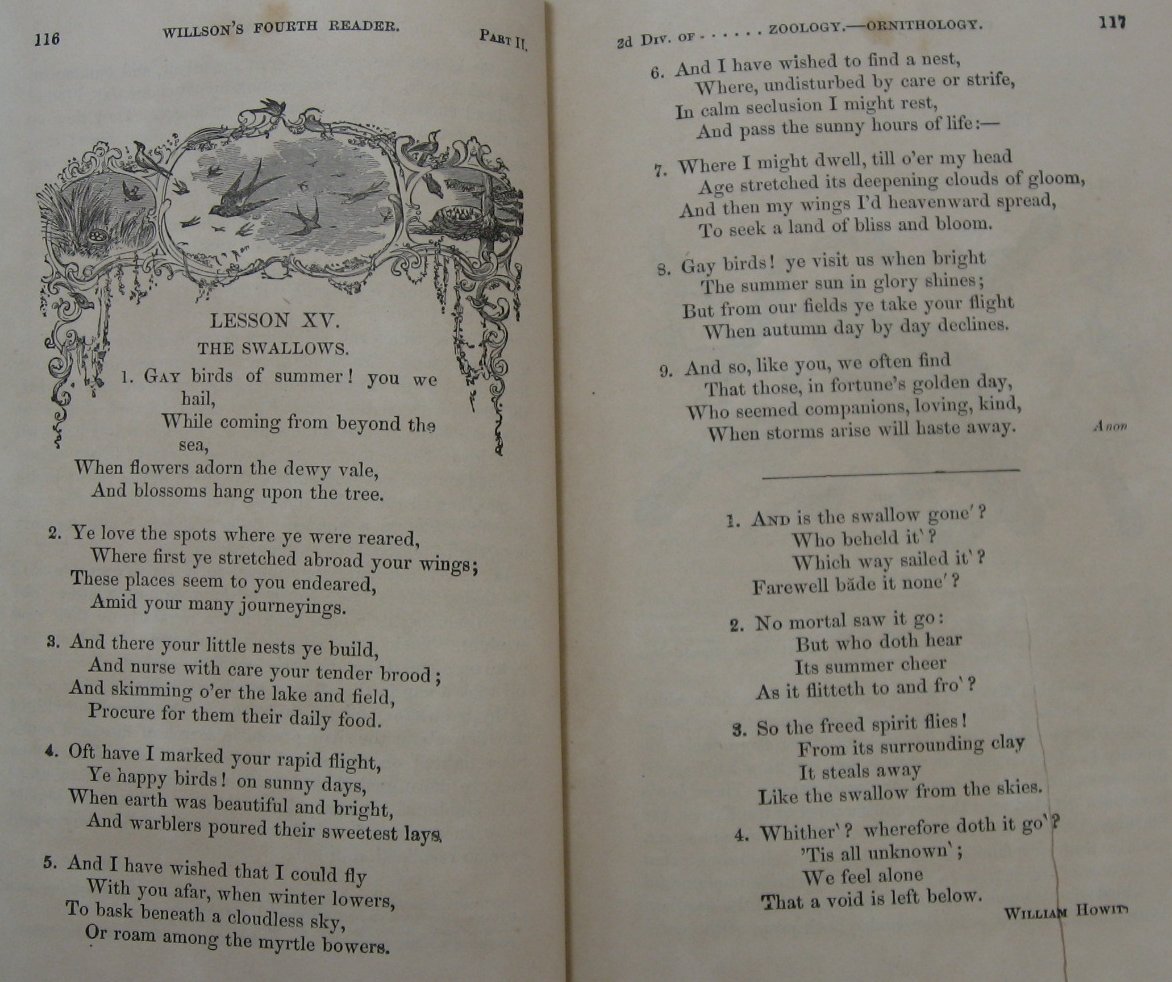 116
WILLSON'S FOURTH READER.
PART II.
LESSON XV.
THE SWALLOWS.
1. GAY birds of summer! you we
hail,
While coming from beyond the
sea,
When flowers adorn the dewy vale,
And blossoms hang upon the tree.
2. Ye love the spots where ye were reared,
Where first ye stretched abroad your wings;
These places seem to you endeared,
Amid your many journeyings.
3. And there your little nests ye build,
And nurse with care your tender brood;
And skimming o'er the lake and field,
Procure for them their daily food.
4. Oft have I marked your rapid flight,
Ye happy birds! on sunny days,
When earth was beautiful and bright,
And warblers poured their sweetest lays.
5. And I have wished that I could fly
With you afar, when winter lowers,
To bask beneath a cloudless sky,
Or roam among the myrtle bowers.
2d DIV. OF . . . . . . ZOOLOGY.—ORNITHOLOGY.
117
6. And I have wished to find a nest,
Where, undisturbed by care or strife,
In calm seclusion I might rest,
And pass the sunny hours of life:—
7. Where I might dwell, till o'er my head
Age stretched its deepening clouds of gloom,
And then my wings I'd heavenward spread,
To seek a land of bliss and bloom.
8. Gay birds! ye visit us when bright
The summer sun in glory shines;
But from our fields ye take your flight
When autumn day by day declines.
9. And so, like you, we often find
That those, in fortune's golden day,
Who seemed companions, loving, kind,
When storms arise will haste away.
Anon
1. AND is the swallow gone′?
Who beheld it‵?
Which way sailed it‵?
Farewell băde it none′?
2. No mortal saw it go:
But who doth hear
Its summer cheer
As it flitteth to and fro‵?
3. So the freed spirit flies!
From its surrounding clay
It steals away
Like the swallow from the skies.
4. Whither‵? wherefore doth it go‵?
'Tis all unknown‵;
We feel alone
That a void is left below.
WILLIAM HOWITT